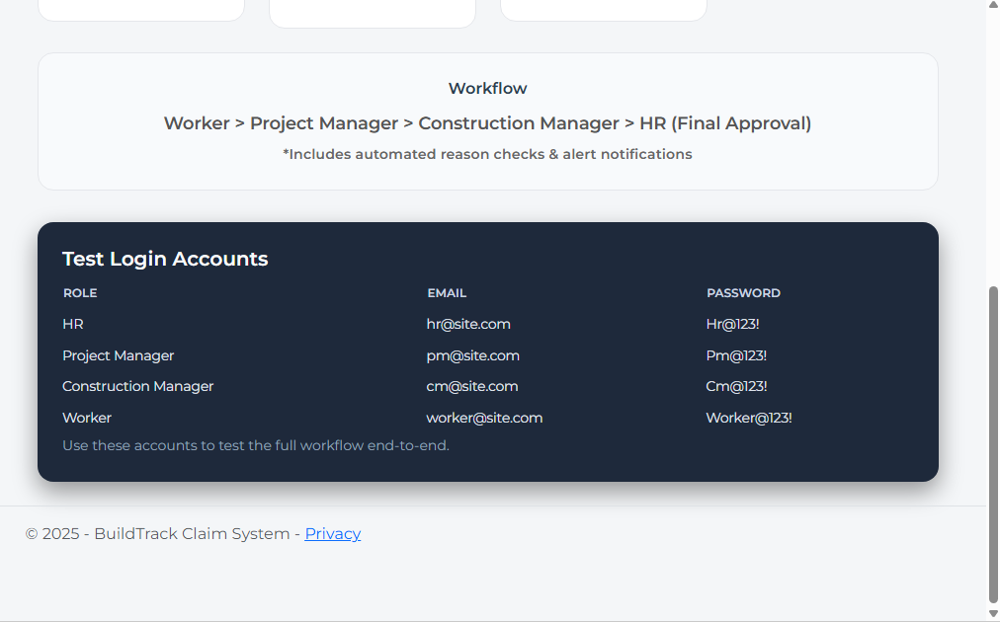 Workflow
Worker > Project Manager > Construction Manager > HR (Final Approval)
*Includes automated reason checks & alert notifications
Test Login Accounts
ROLE EMAIL PASSWORD
HR hr@site.com Hr@123!
Project Manager pm@site.com Pm@123!
Construction Manager cm@site.com Cm@123!
Worker worker@site.com Worker@123!
Use these accounts to test the full workflow end-to-end.
© 2025 - BuildTrack Claim System - Privacy